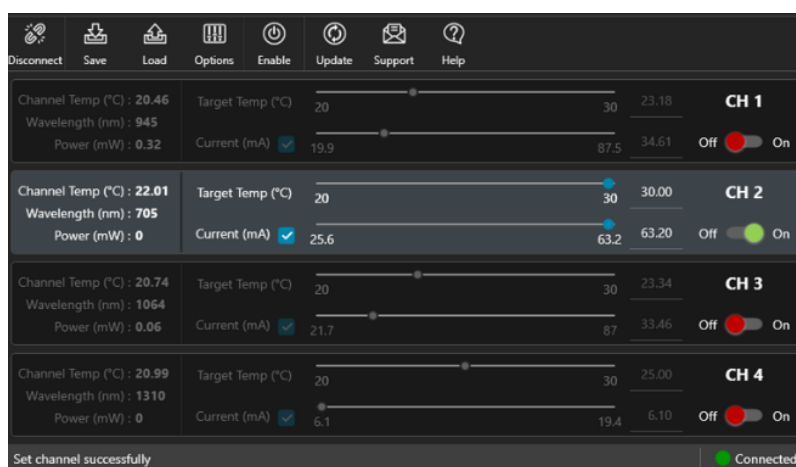 Disconnect Save Load Options Enable Update Support Help
Channel Temp (°C) : 20.46 Target Temp (°C) 20 30 23.18 CH 1
Wavelength (nm) : 945
Power (mW) : 0.32 Current (mA) 19.9 87.5 34.61 Off On
Channel Temp (°C) : 22.01 Target Temp (°C) 20 30 30.00 CH 2
Wavelength (nm) : 705
Power (mW) : 0 Current (mA) 25.6 63.2 63.20 Off On
Channel Temp (°C) : 20.74 Target Temp (°C) 20 30 23.34 CH 3
Wavelength (nm) : 1064
Power (mW) : 0.06 Current (mA) 21.7 87 33.46 Off On
Channel Temp (°C) : 20.99 Target Temp (°C) 20 30 25.00 CH 4
Wavelength (nm) : 1310
Power (mW) : 0 Current (mA) 6.1 19.4 6.10 Off On
Set channel successfully Connected